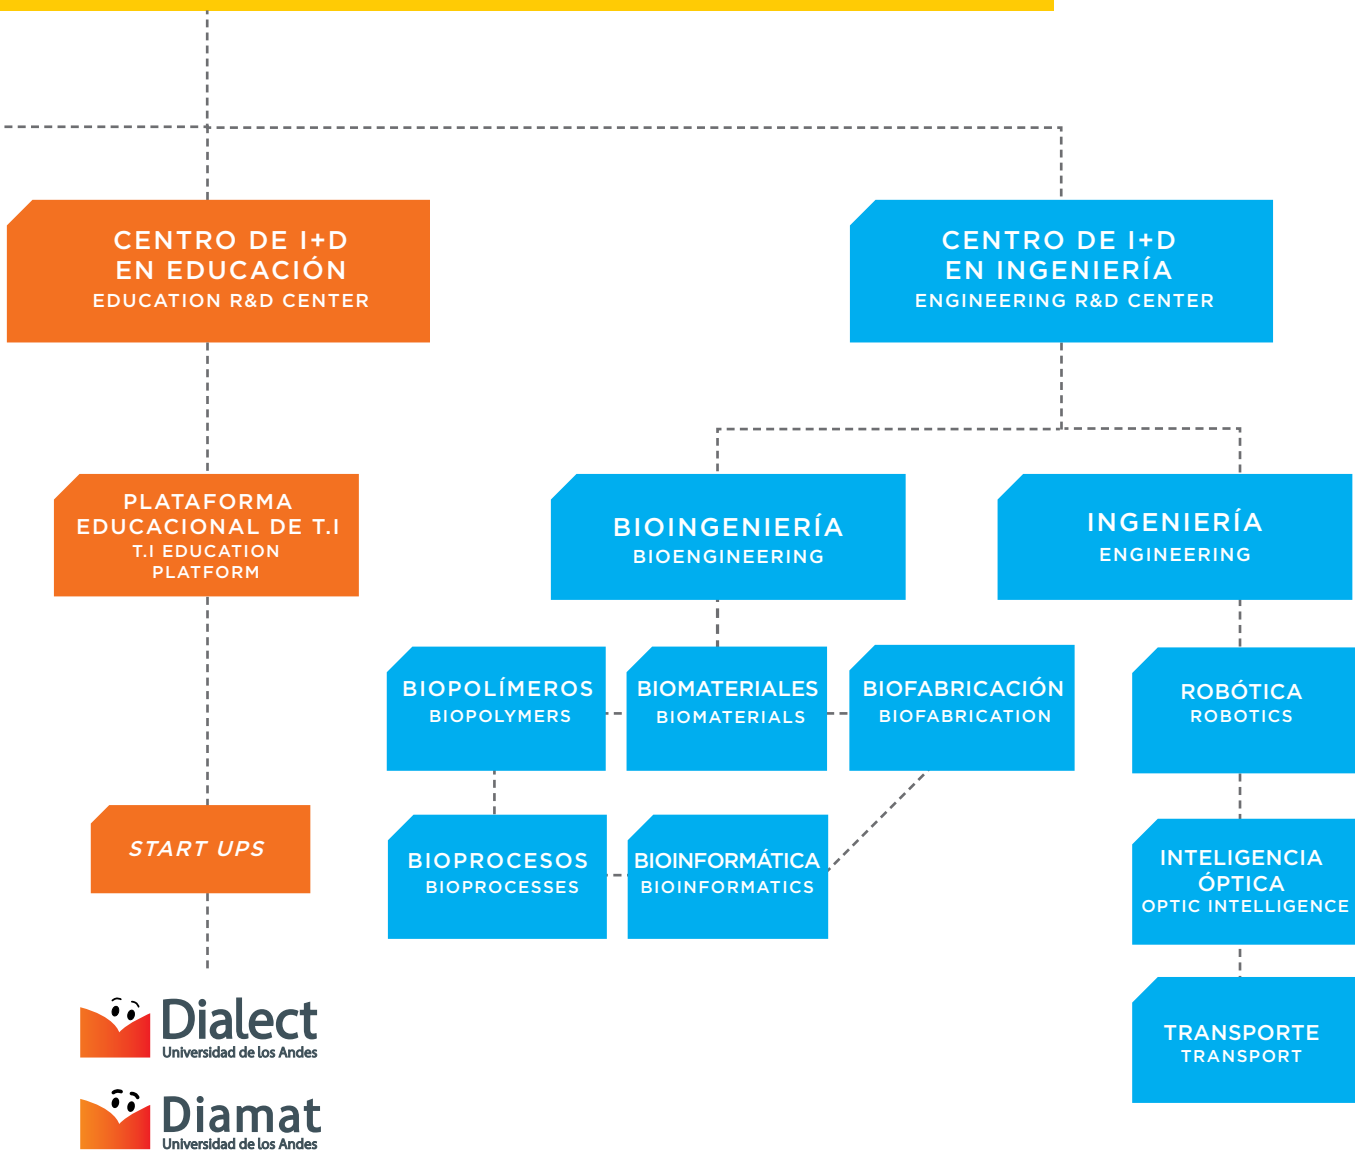 CENTRO DE I+D
EN EDUCACIÓN
EDUCATION R&D CENTER
CENTRO DE I+D
EN INGENIERÍA
ENGINEERING R&D CENTER
PLATAFORMA
EDUCACIONAL DE T.I
T.I EDUCATION
PLATFORM
BIOINGENIERÍA
BIOENGINEERING
INGENIERÍA
ENGINEERING
BIOPOLÍMEROS
BIOPOLYMERS
BIOMATERIALES
BIOMATERIALS
BIOFABRICACIÓN
BIOFABRICATION
ROBÓTICA
ROBOTICS
START UPS
BIOPROCESOS
BIOPROCESSES
BIOINFORMÁTICA
BIOINFORMATICS
INTELIGENCIA
ÓPTICA
OPTIC INTELLIGENCE
TRANSPORTE
TRANSPORT
Dialect
Universidad de los Andes
Diamat
Universidad de los Andes